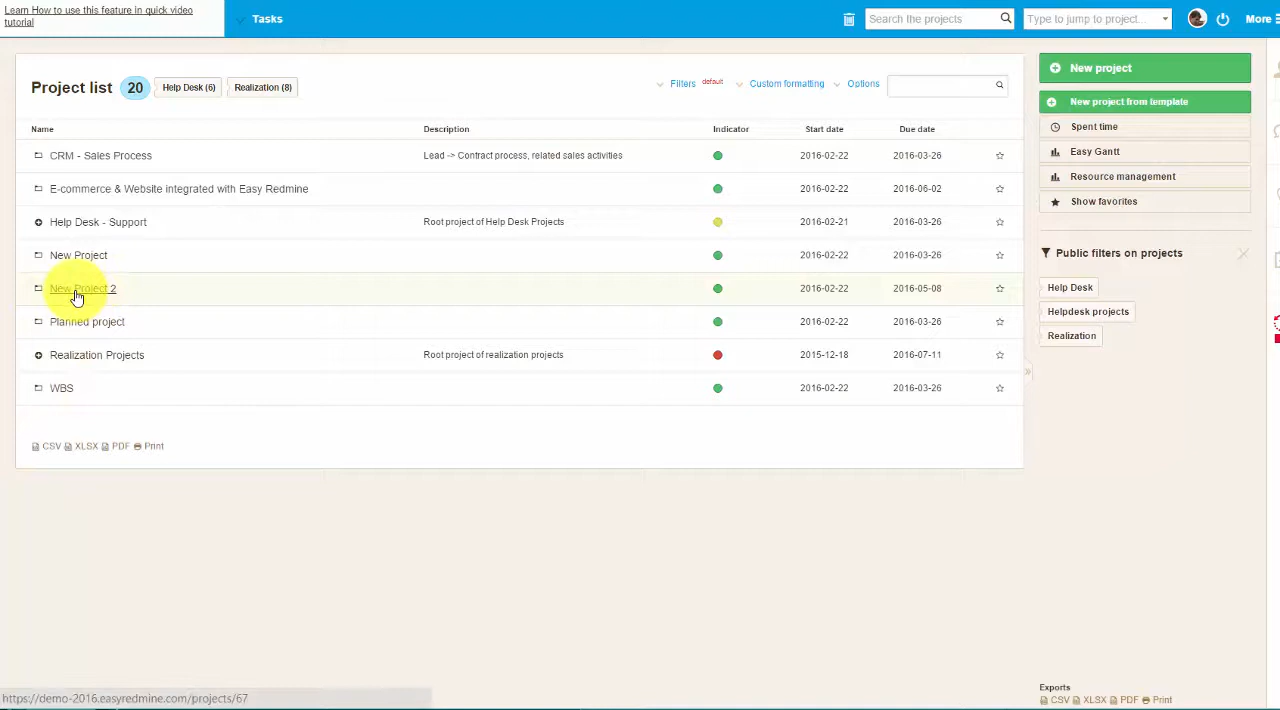 Learn How to use this feature in quick video
tutorial
Tasks
Search the projects
Type to jump to project...
More
Project list 20 Help Desk (6) Realization (8)
Filters default Custom formatting Options
Name Description Indicator Start date Due date
CRM - Sales Process Lead -> Contract process, related sales activities 2016-02-22 2016-03-26
E-commerce & Website integrated with Easy Redmine 2016-02-22 2016-06-02
Help Desk - Support Root project of Help Desk Projects 2016-02-21 2016-03-26
New Project 2016-02-22 2016-03-26
New Project 2 2016-02-22 2016-05-08
Planned project 2016-02-22 2016-03-26
Realization Projects Root project of realization projects 2015-12-18 2016-07-11
WBS 2016-02-22 2016-03-26
CSV XLSX PDF Print
New project
New project from template
Spent time
Easy Gantt
Resource management
Show favorites
Public filters on projects
Help Desk
Helpdesk projects
Realization
Exports
CSV XLSX PDF Print
https://demo-2016.easyredmine.com/projects/67